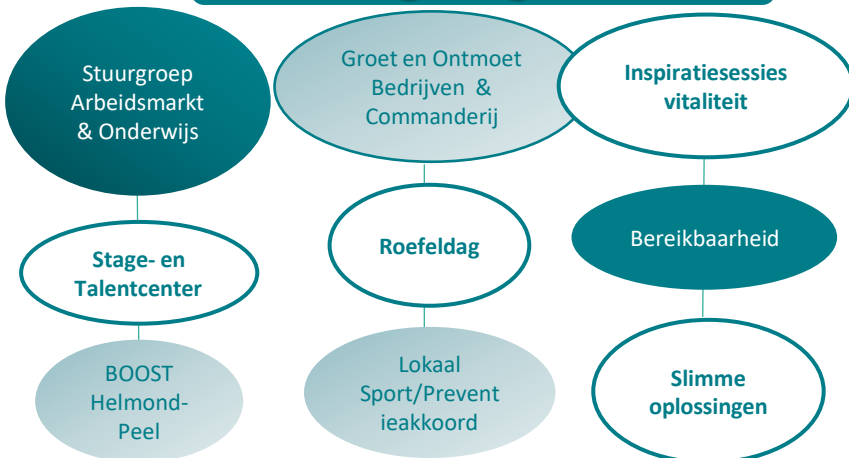 Stuurgroep
Arbeidsmarkt
& Onderwijs
Groet en Ontmoet
Bedrijven &
Commanderij
Inspiratiesessies
vitaliteit
Stage- en
Talentcenter
Roefeldag
Bereikbaarheid
BOOST
Helmond-
Peel
Lokaal
Sport/Prevent
ieakkoord
Slimme
oplossingen